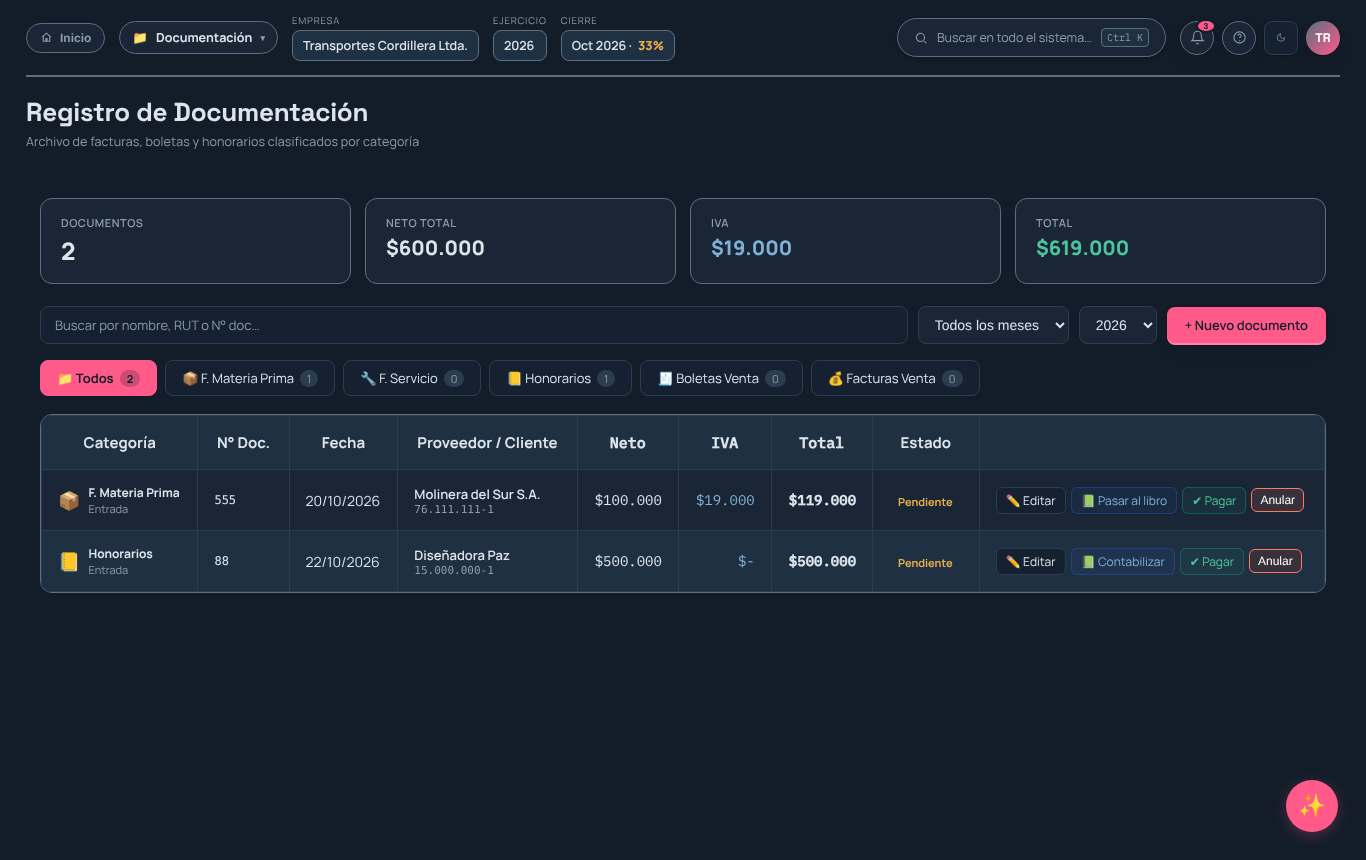 EMPRESA EJERCICIO CIERRE
Inicio 📁 Documentación ▾ Transportes Cordillera Ltda. 2026 Oct 2026 · 33% Buscar en todo el sistema... Ctrl K 3 TR
Registro de Documentación
Archivo de facturas, boletas y honorarios clasificados por categoría
DOCUMENTOS NETO TOTAL IVA TOTAL
2 $600.000 $19.000 $619.000
Buscar por nombre, RUT o N° doc... Todos los meses 2026 + Nuevo documento
📁 Todos 2 📦 F. Materia Prima 1 🔧 F. Servicio 0 📒 Honorarios 1 🧾 Boletas Venta 0 💰 Facturas Venta 0
Categoría N° Doc. Fecha Proveedor / Cliente Neto IVA Total Estado
📦 F. Materia Prima 555 20/10/2026 Molinera del Sur S.A. $100.000 $19.000 $119.000 Pendiente ✏️ Editar 📗 Pasar al libro ✔ Pagar Anular
Entrada 76.111.111-1
📒 Honorarios 88 22/10/2026 Diseñadora Paz $500.000 $- $500.000 Pendiente ✏️ Editar 📗 Contabilizar ✔ Pagar Anular
Entrada 15.000.000-1